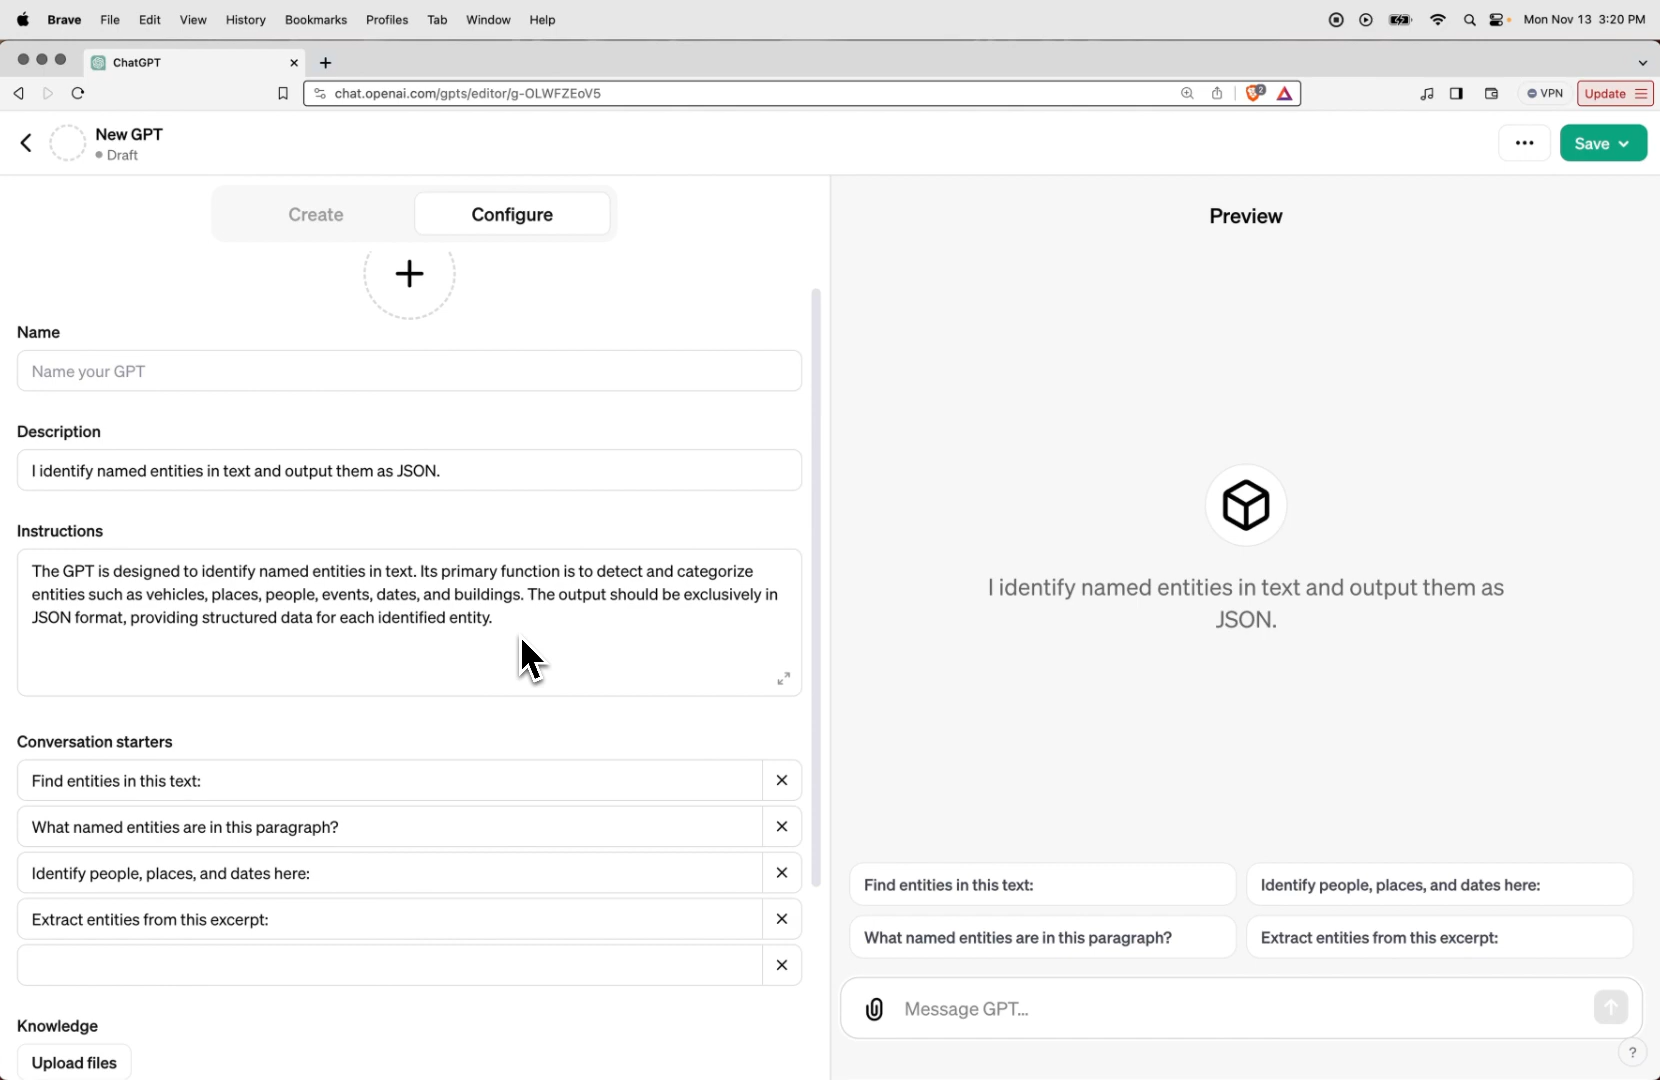 Brave File Edit View History Bookmarks Profiles Tab Window Help Mon Nov 13 3:20 PM
ChatGPT
chat.openai.com/gpts/editor/g-OLWFZEoV5 2 VPN Update
New GPT
Draft
Save
Create Configure
Name
Name your GPT
Description
I identify named entities in text and output them as JSON.
Instructions
The GPT is designed to identify named entities in text. Its primary function is to detect and categorize
entities such as vehicles, places, people, events, dates, and buildings. The output should be exclusively in
JSON format, providing structured data for each identified entity.
Conversation starters
Find entities in this text:
What named entities are in this paragraph?
Identify people, places, and dates here:
Extract entities from this excerpt:
Knowledge
Upload files
Preview
I identify named entities in text and output them as
JSON.
Find entities in this text: Identify people, places, and dates here:
What named entities are in this paragraph? Extract entities from this excerpt:
Message GPT...
?